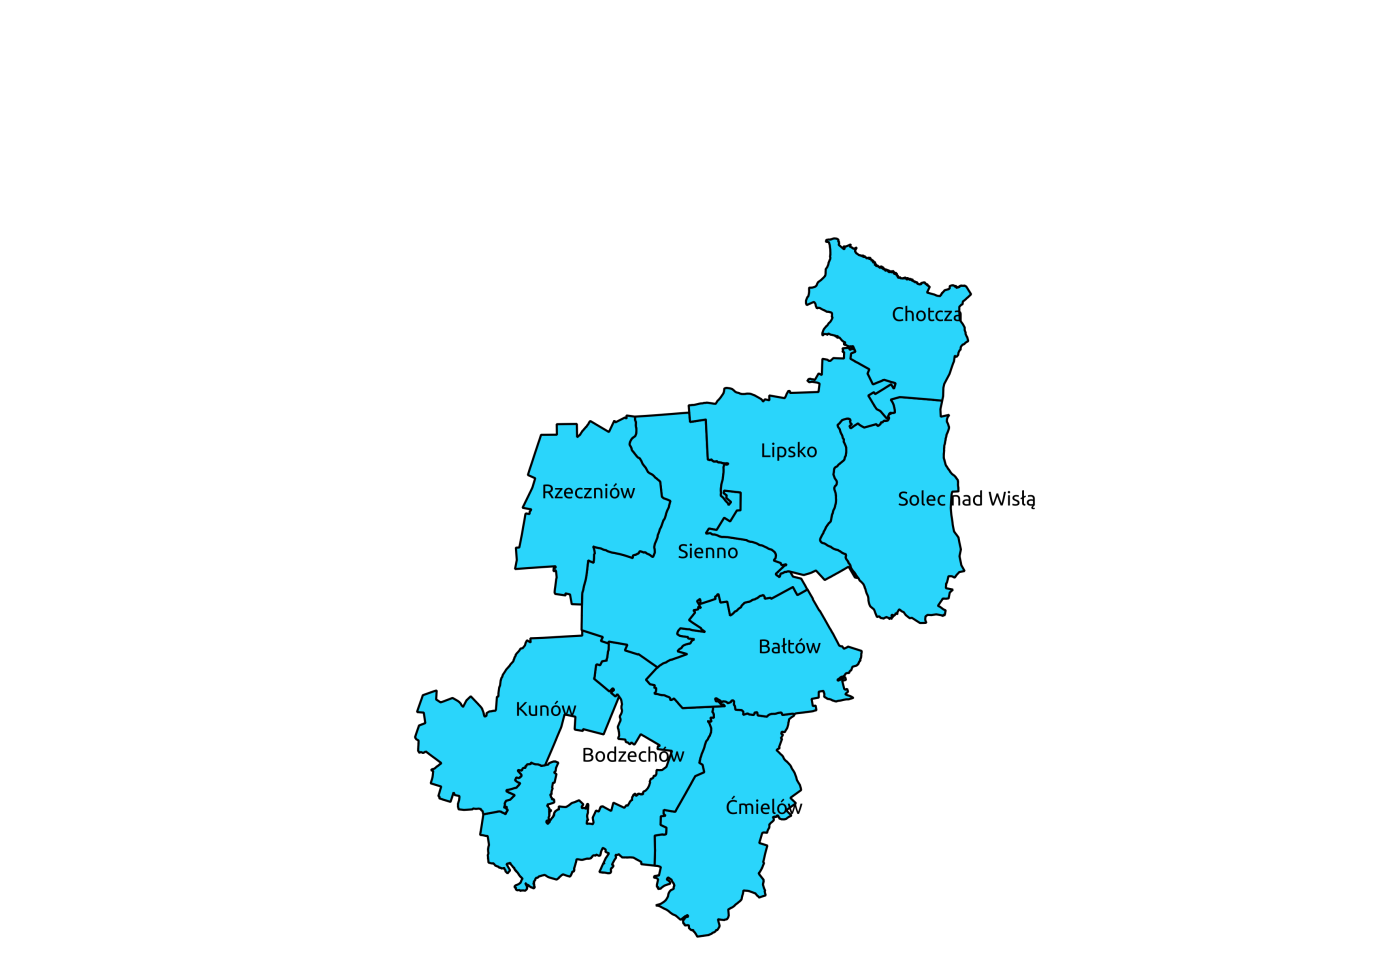 Chotcza
Lipsko
Rzeczniów
Solec nad Wisłą
Sienno
Bałtów
Kunów
Bodzechów
Ćmielów